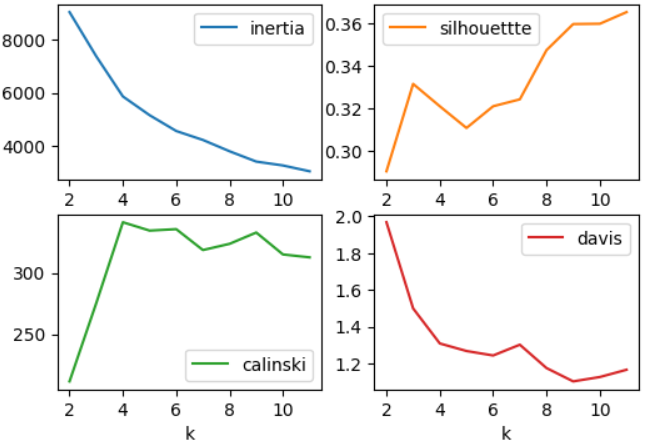 8000
6000
4000
inertia
2 4 6 8 10
0.36
0.34
0.32
0.30
silhouettte
2 4 6 8 10
300
250
calinski
2 4 6 8 10
k
2.0
1.8
1.6
1.4
1.2
davis
2 4 6 8 10
k